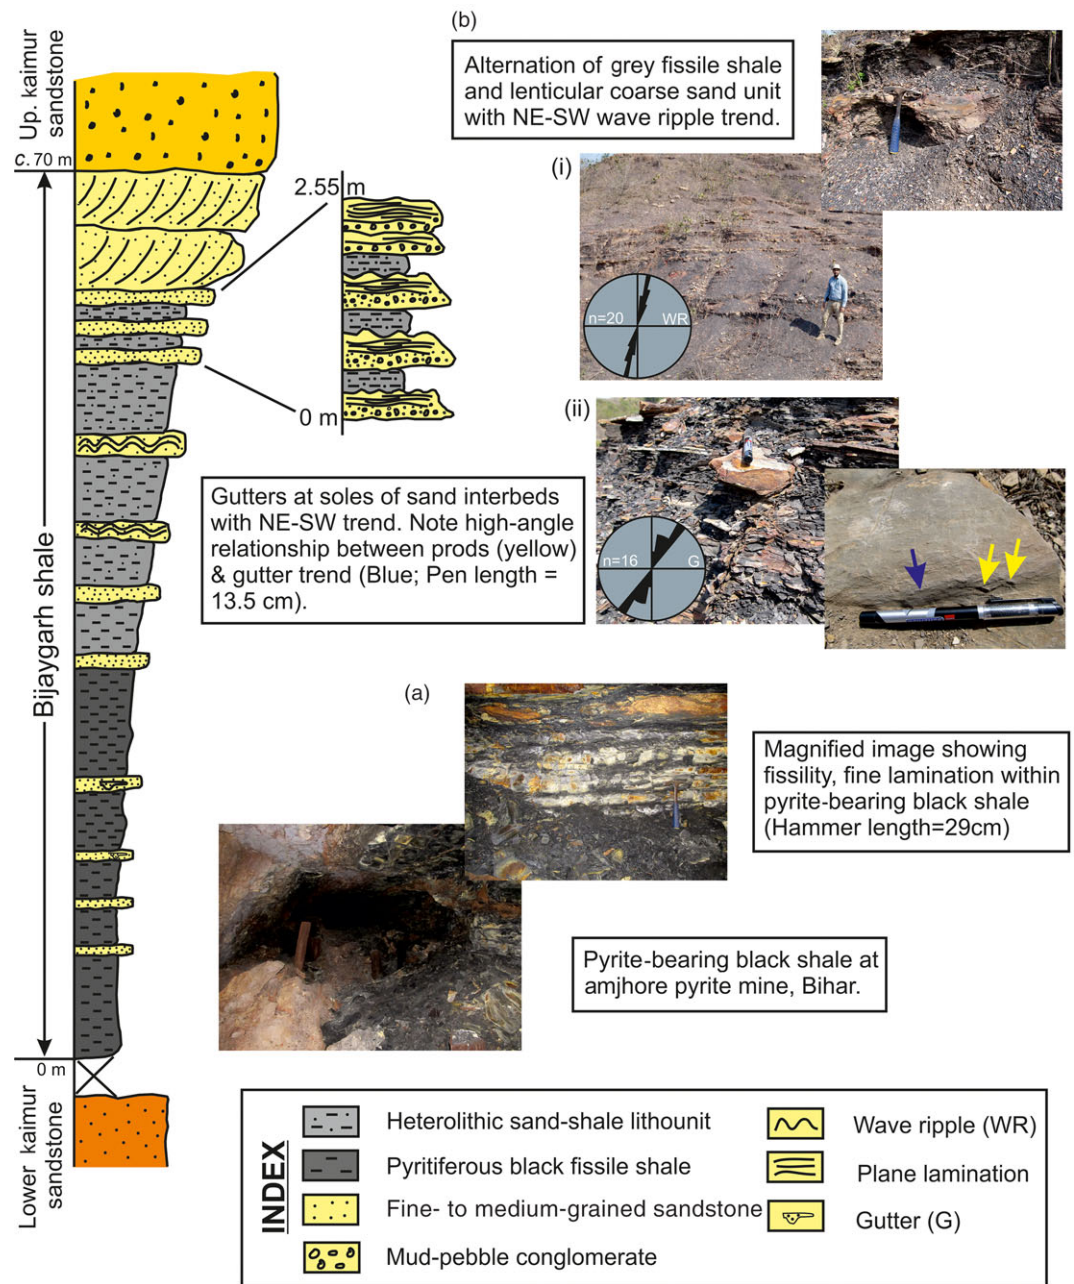 (b)
Alternation of grey fissile shale
and lenticular coarse sand unit
with NE-SW wave ripple trend.
Up. kaimur
sandstone
c. 70 m
2.55 m
0 m
(i)
n=20
WR
(ii)
n=16
G
Gutters at soles of sand interbeds
with NE-SW trend. Note high-angle
relationship between prods (yellow)
& gutter trend (Blue; Pen length =
13.5 cm).
Bijaygarh shale
(a)
Magnified image showing
fissility, fine lamination within
pyrite-bearing black shale
(Hammer length=29cm)
Pyrite-bearing black shale at
amjhore pyrite mine, Bihar.
0 m
Lower kaimur
sandstone
INDEX
Heterolithic sand-shale lithounit
Pyritiferous black fissile shale
Fine- to medium-grained sandstone
Mud-pebble conglomerate
Wave ripple (WR)
Plane lamination
Gutter (G)